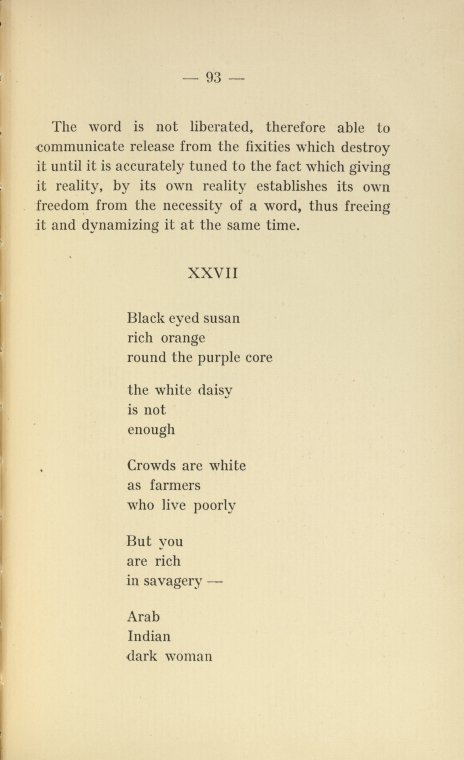 — 93 —
The word is not liberated, therefore able to
communicate release from the fixities which destroy
it until it is accurately tuned to the fact which giving
it reality, by its own reality establishes its own
freedom from the necessity of a word, thus freeing
it and dynamizing it at the same time.
XXVII
Black eyed susan
rich orange
round the purple core
the white daisy
is not
enough
Crowds are white
as farmers
who live poorly
But you
are rich
in savagery —
Arab
Indian
dark woman